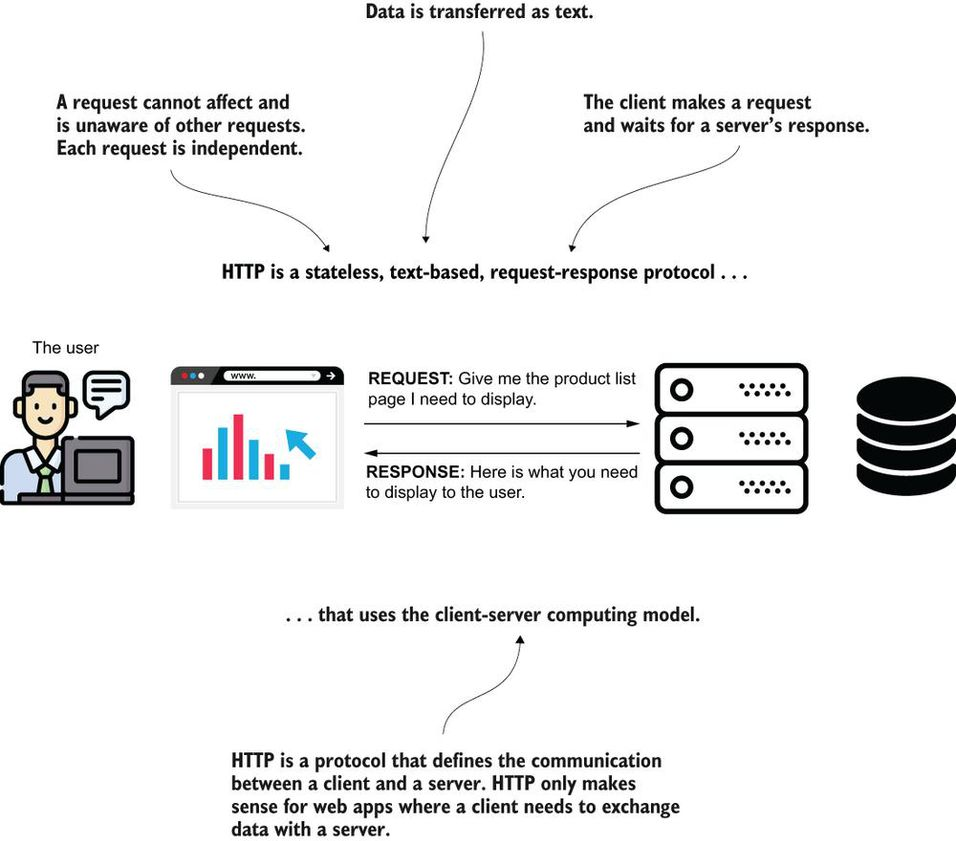 Data is transferred as text.
A request cannot affect and
is unaware of other requests.
Each request is independent.
The client makes a request
and waits for a server's response.
HTTP is a stateless, text-based, request-response protocol . . .
The user
www.
REQUEST: Give me the product list
page I need to display.
RESPONSE: Here is what you need
to display to the user.
. . . that uses the client-server computing model.
HTTP is a protocol that defines the communication
between a client and a server. HTTP only makes
sense for web apps where a client needs to exchange
data with a server.